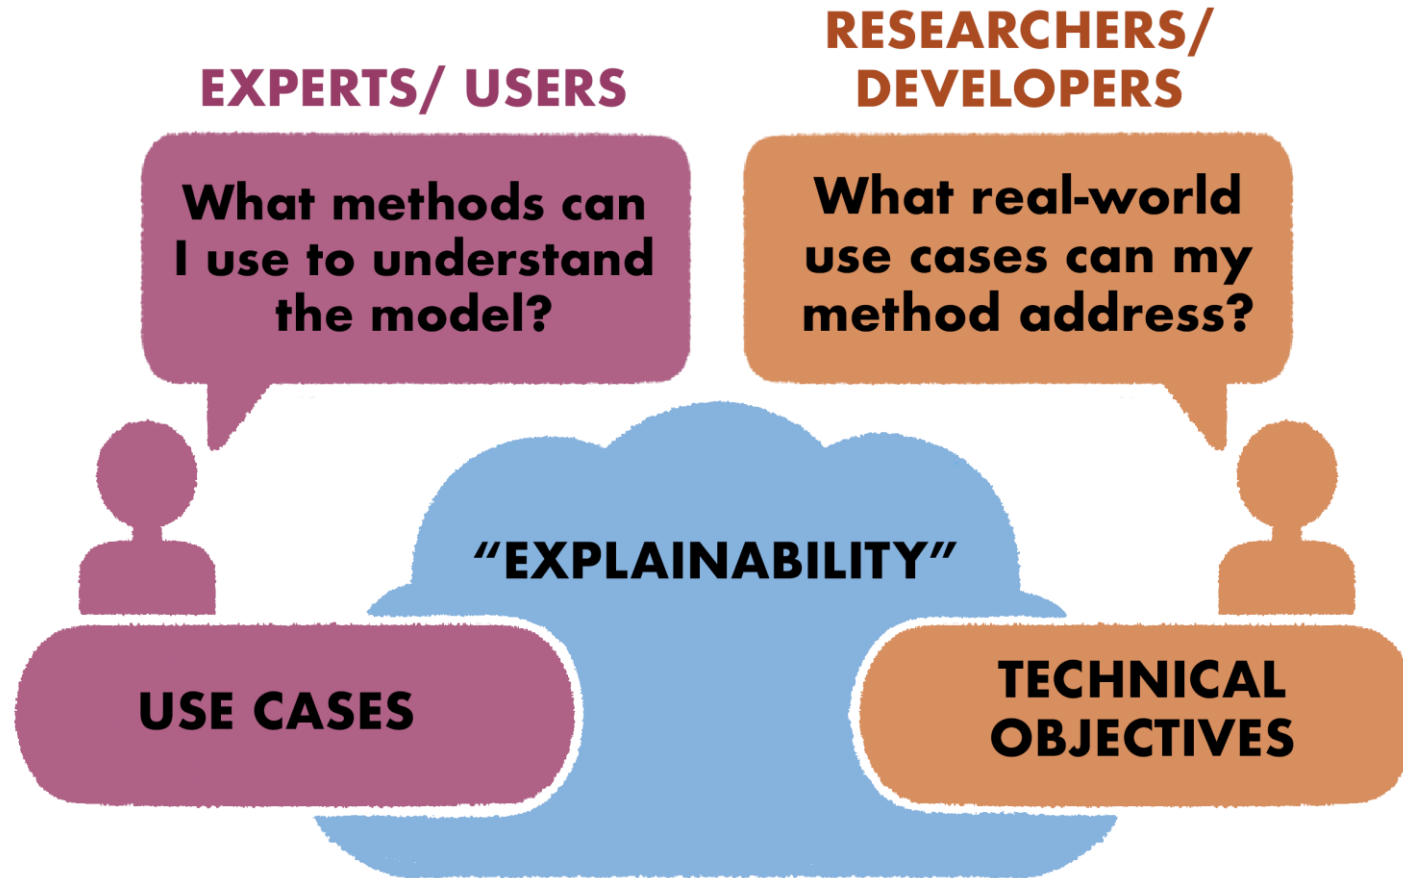 EXPERTS/ USERS
What methods can
I use to understand
the model?
RESEARCHERS/
DEVELOPERS
What real-world
use cases can my
method address?
“EXPLAINABILITY”
USE CASES
TECHNICAL
OBJECTIVES